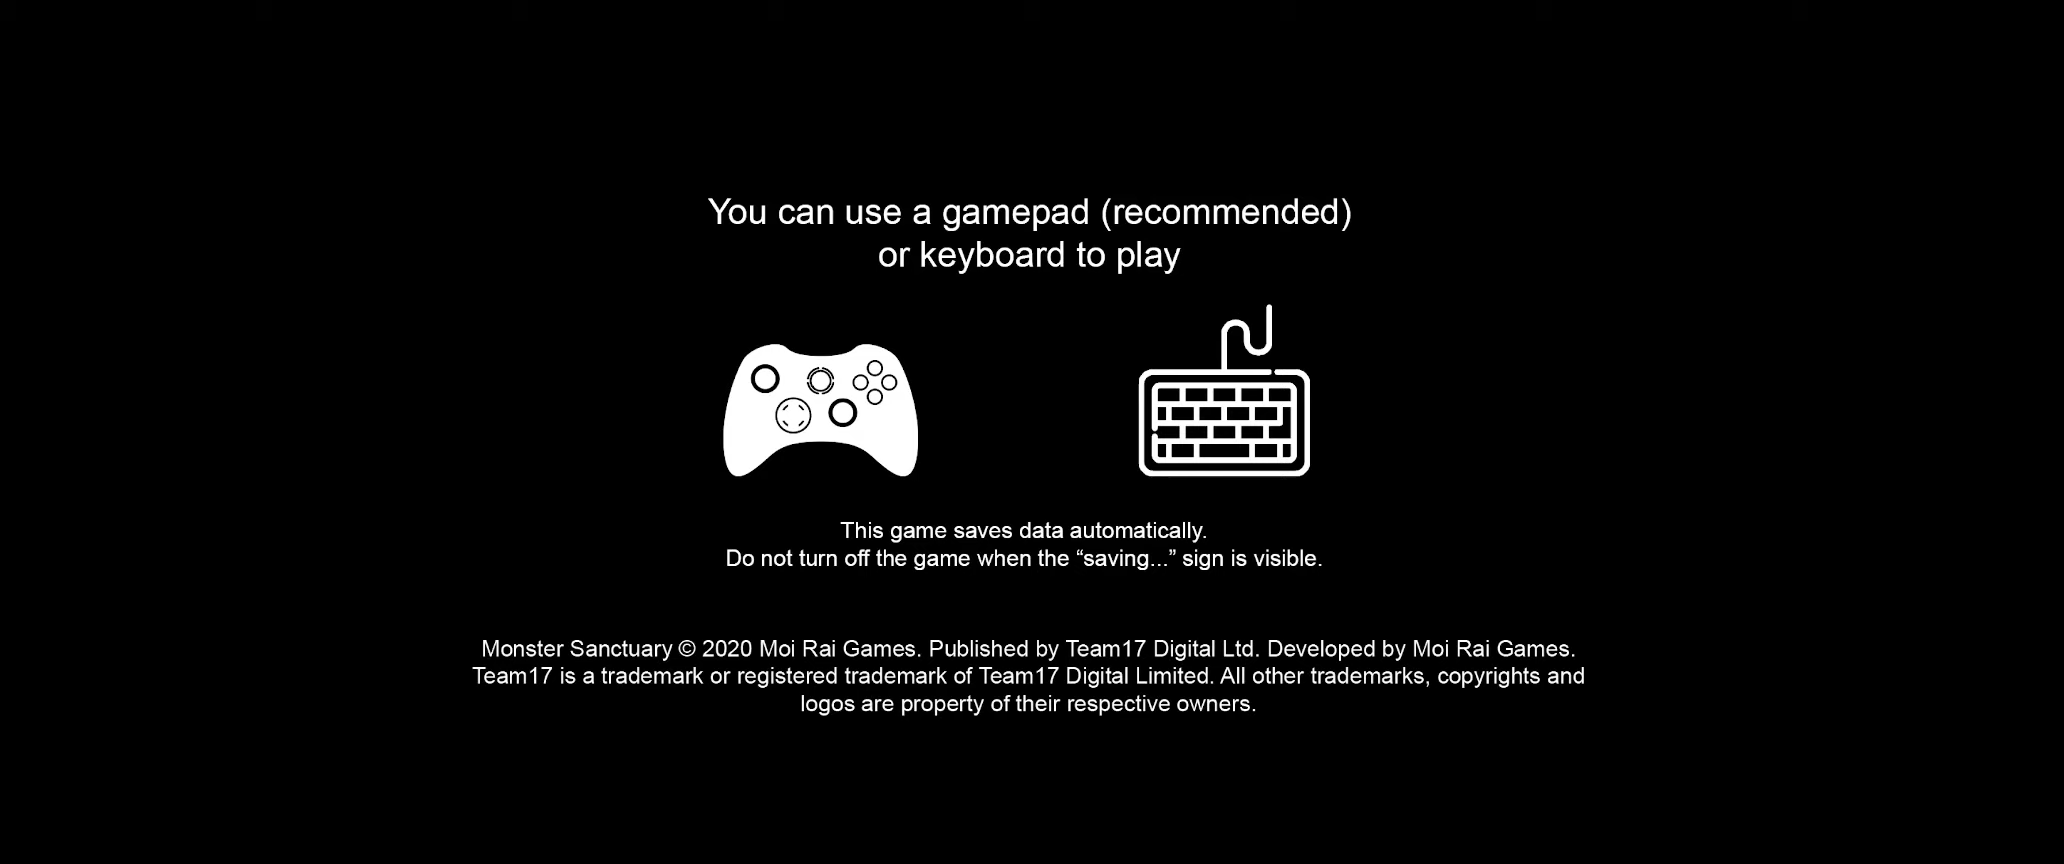 You can use a gamepad (recommended)
or keyboard to play
This game saves data automatically.
Do not turn off the game when the “saving...” sign is visible.
Monster Sanctuary © 2020 Moi Rai Games. Published by Team17 Digital Ltd. Developed by Moi Rai Games.
Team17 is a trademark or registered trademark of Team17 Digital Limited. All other trademarks, copyrights and
logos are property of their respective owners.